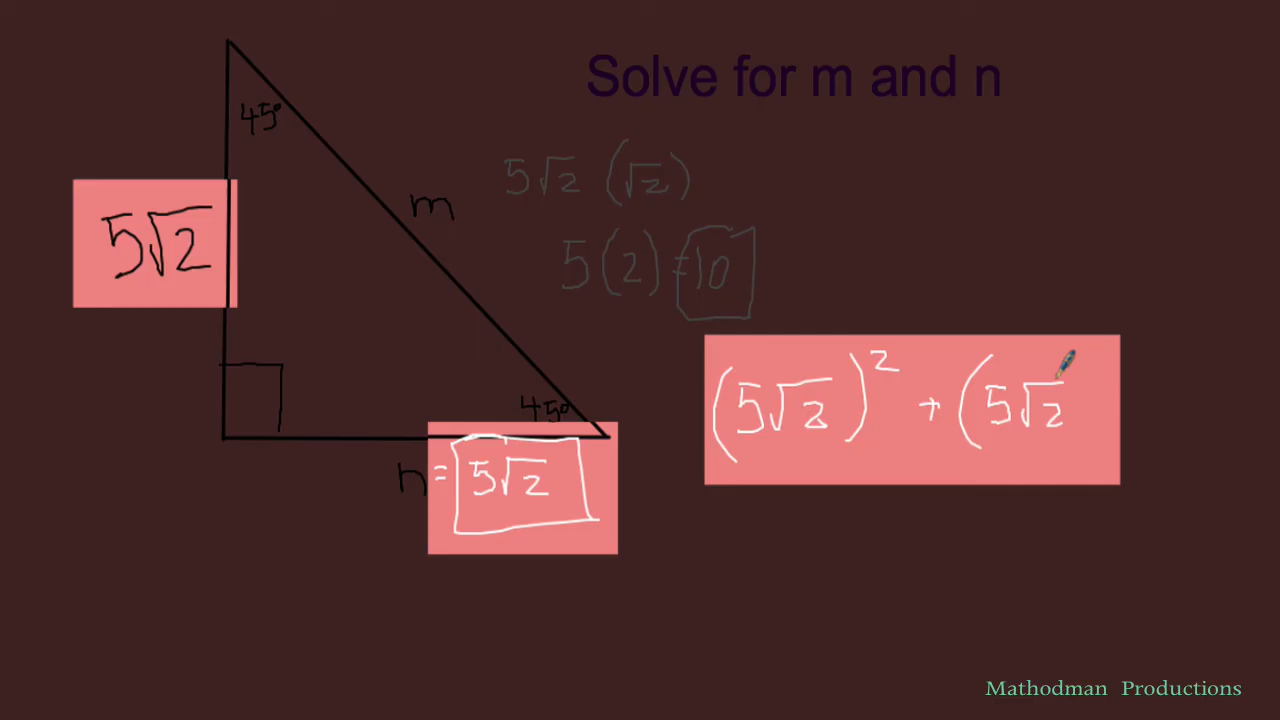 Solve for m and n
45°
5√2 (√2)
m
5√2
5(2) = 10
(5√2)² + (5√2
45°
n = 5√2
Mathodman Productions